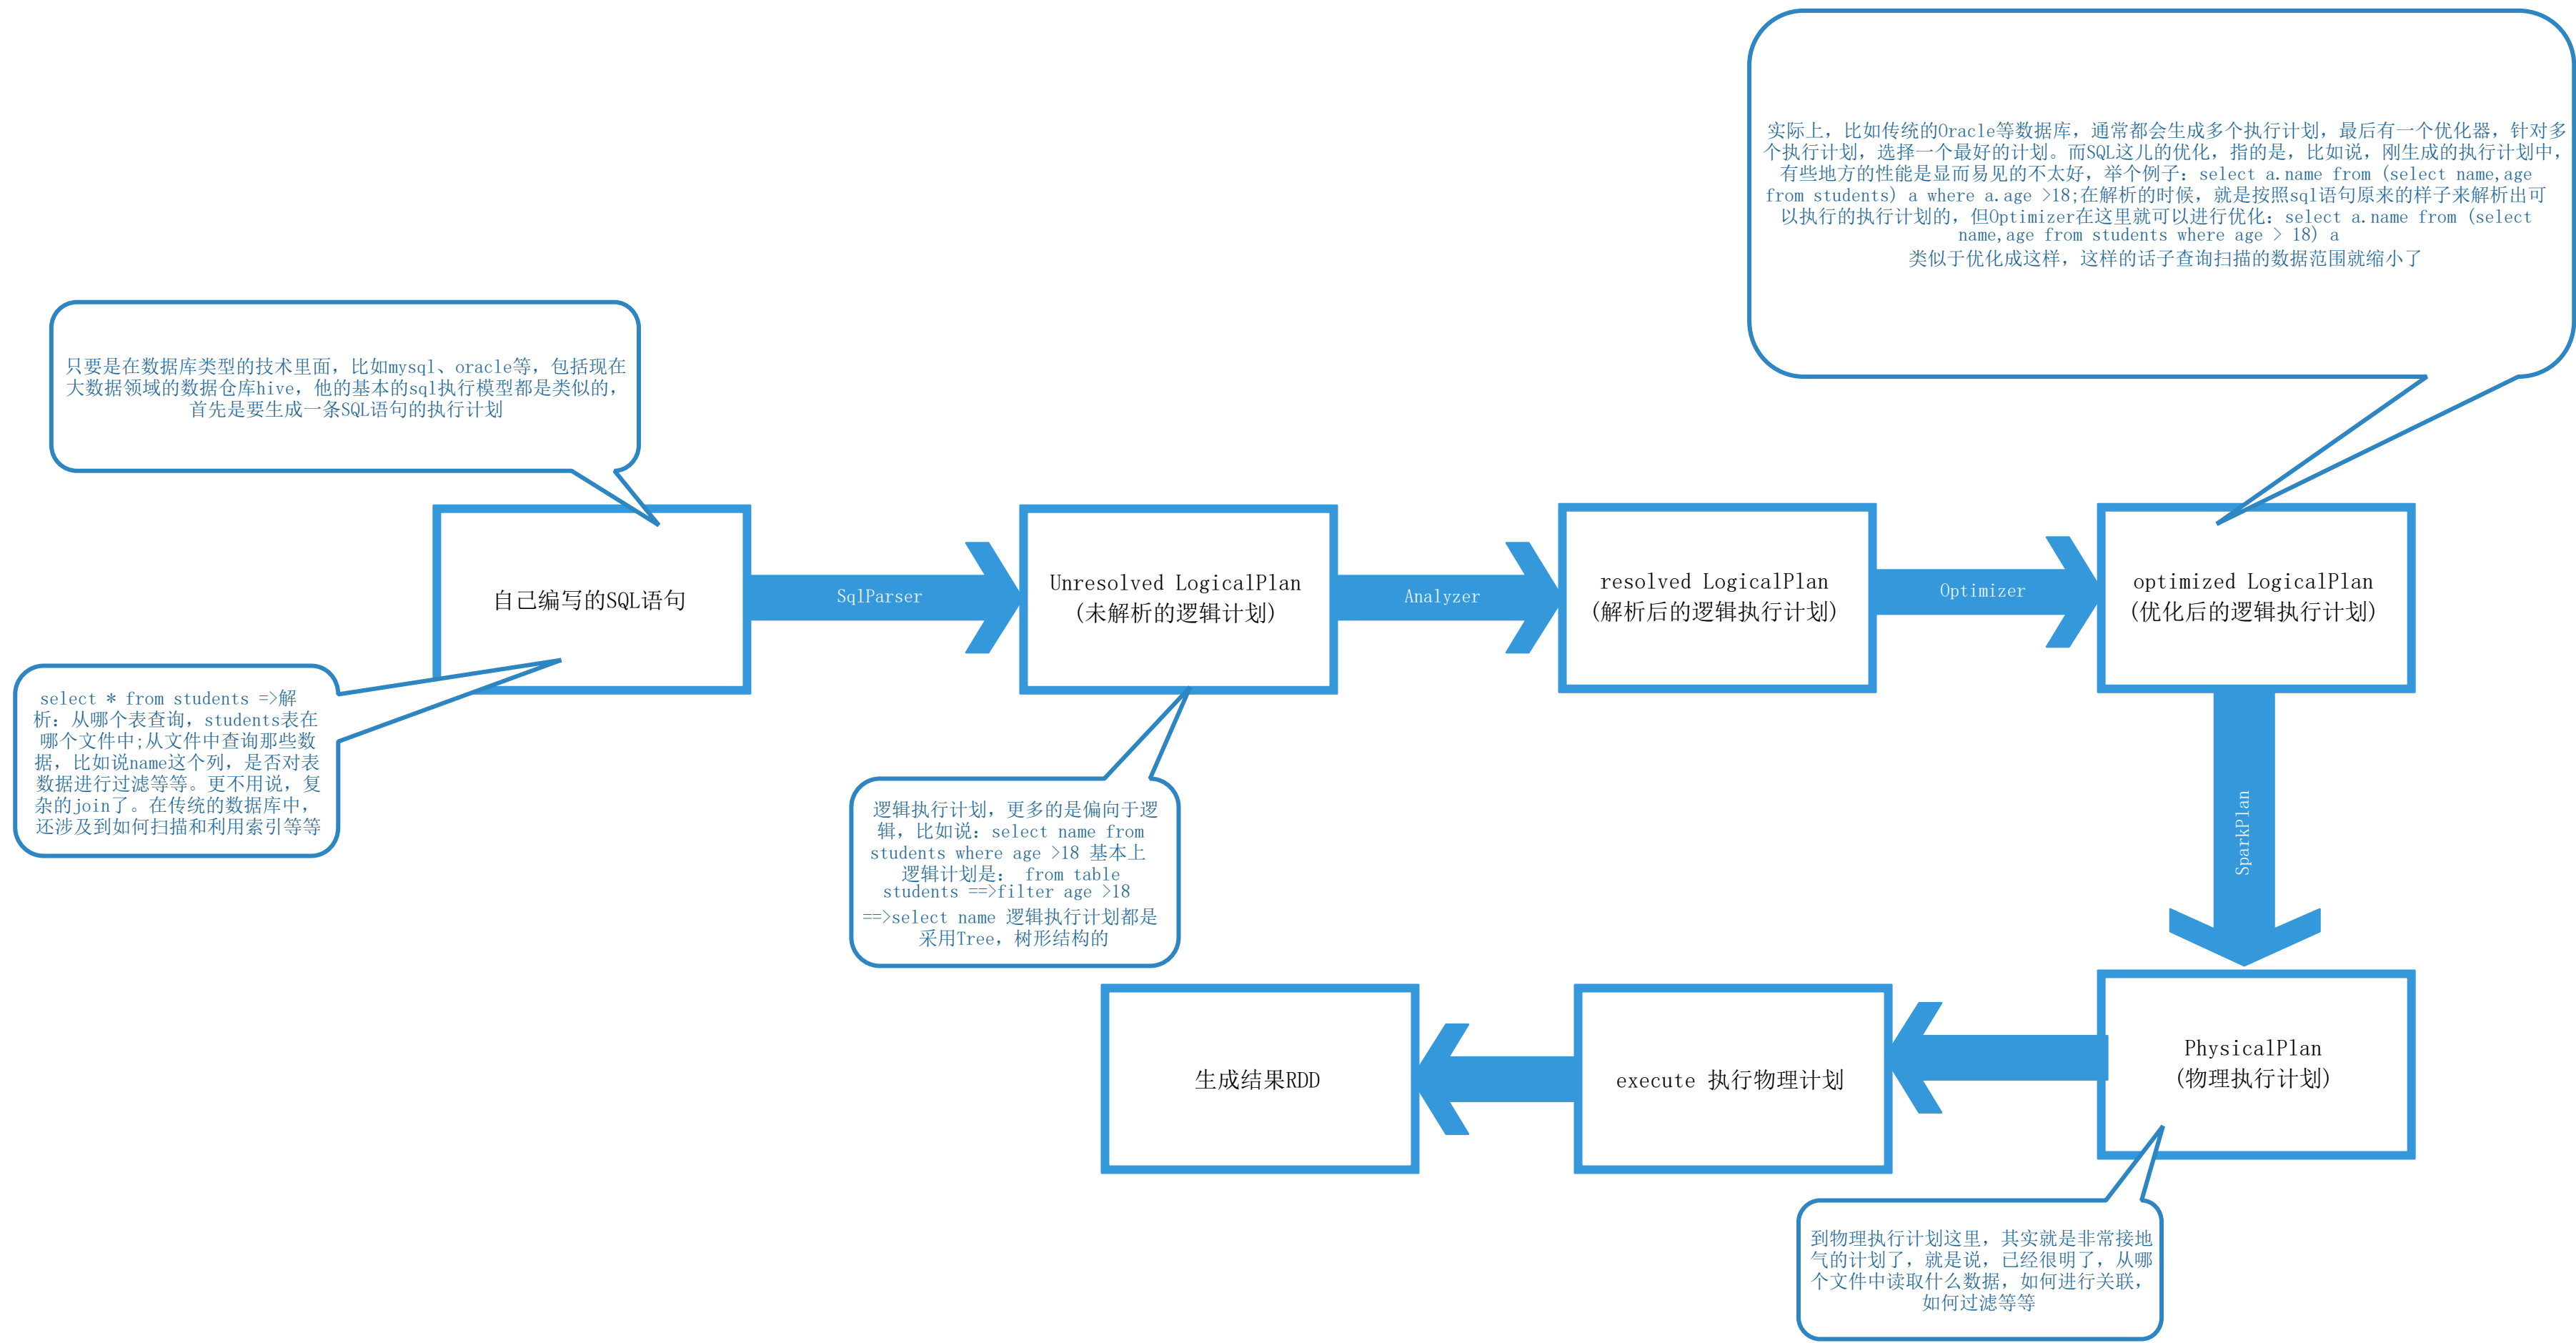 实际上，比如传统的Oracle等数据库，通常都会生成多个执行计划，最后有一个优化器，针对多
个执行计划，选择一个最好的计划。而SQL这儿的优化，指的是，比如说，刚生成的执行计划中，
有些地方的性能是显而易见的不太好，举个例子：select a.name from (select name,age
from students) a where a.age >18;在解析的时候，就是按照sql语句原来的样子来解析出可
以执行的执行计划的，但Optimizer在这里就可以进行优化：select a.name from (select
name,age from students where age > 18) a
类似于优化成这样，这样的话子查询扫描的数据范围就缩小了
只要是在数据库类型的技术里面，比如mysql、oracle等，包括现在
大数据领域的数据仓库hive，他的基本的sql执行模型都是类似的，
首先是要生成一条SQL语句的执行计划
自己编写的SQL语句
SqlParser
Unresolved LogicalPlan
(未解析的逻辑计划)
Analyzer
resolved LogicalPlan
(解析后的逻辑执行计划)
Optimizer
optimized LogicalPlan
(优化后的逻辑执行计划)
select * from students =>解
析：从哪个表查询，students表在
哪个文件中;从文件中查询那些数
据，比如说name这个列，是否对表
数据进行过滤等等。更不用说，复
杂的join了。在传统的数据库中，
还涉及到如何扫描和利用索引等等
逻辑执行计划，更多的是偏向于逻
辑，比如说：select name from
students where age >18 基本上
逻辑计划是： from table
students ==>filter age >18
==>select name 逻辑执行计划都是
采用Tree，树形结构的
SparkPlan
PhysicalPlan
(物理执行计划)
execute 执行物理计划
生成结果RDD
到物理执行计划这里，其实就是非常接地
气的计划了，就是说，已经很明了，从哪
个文件中读取什么数据，如何进行关联，
如何过滤等等